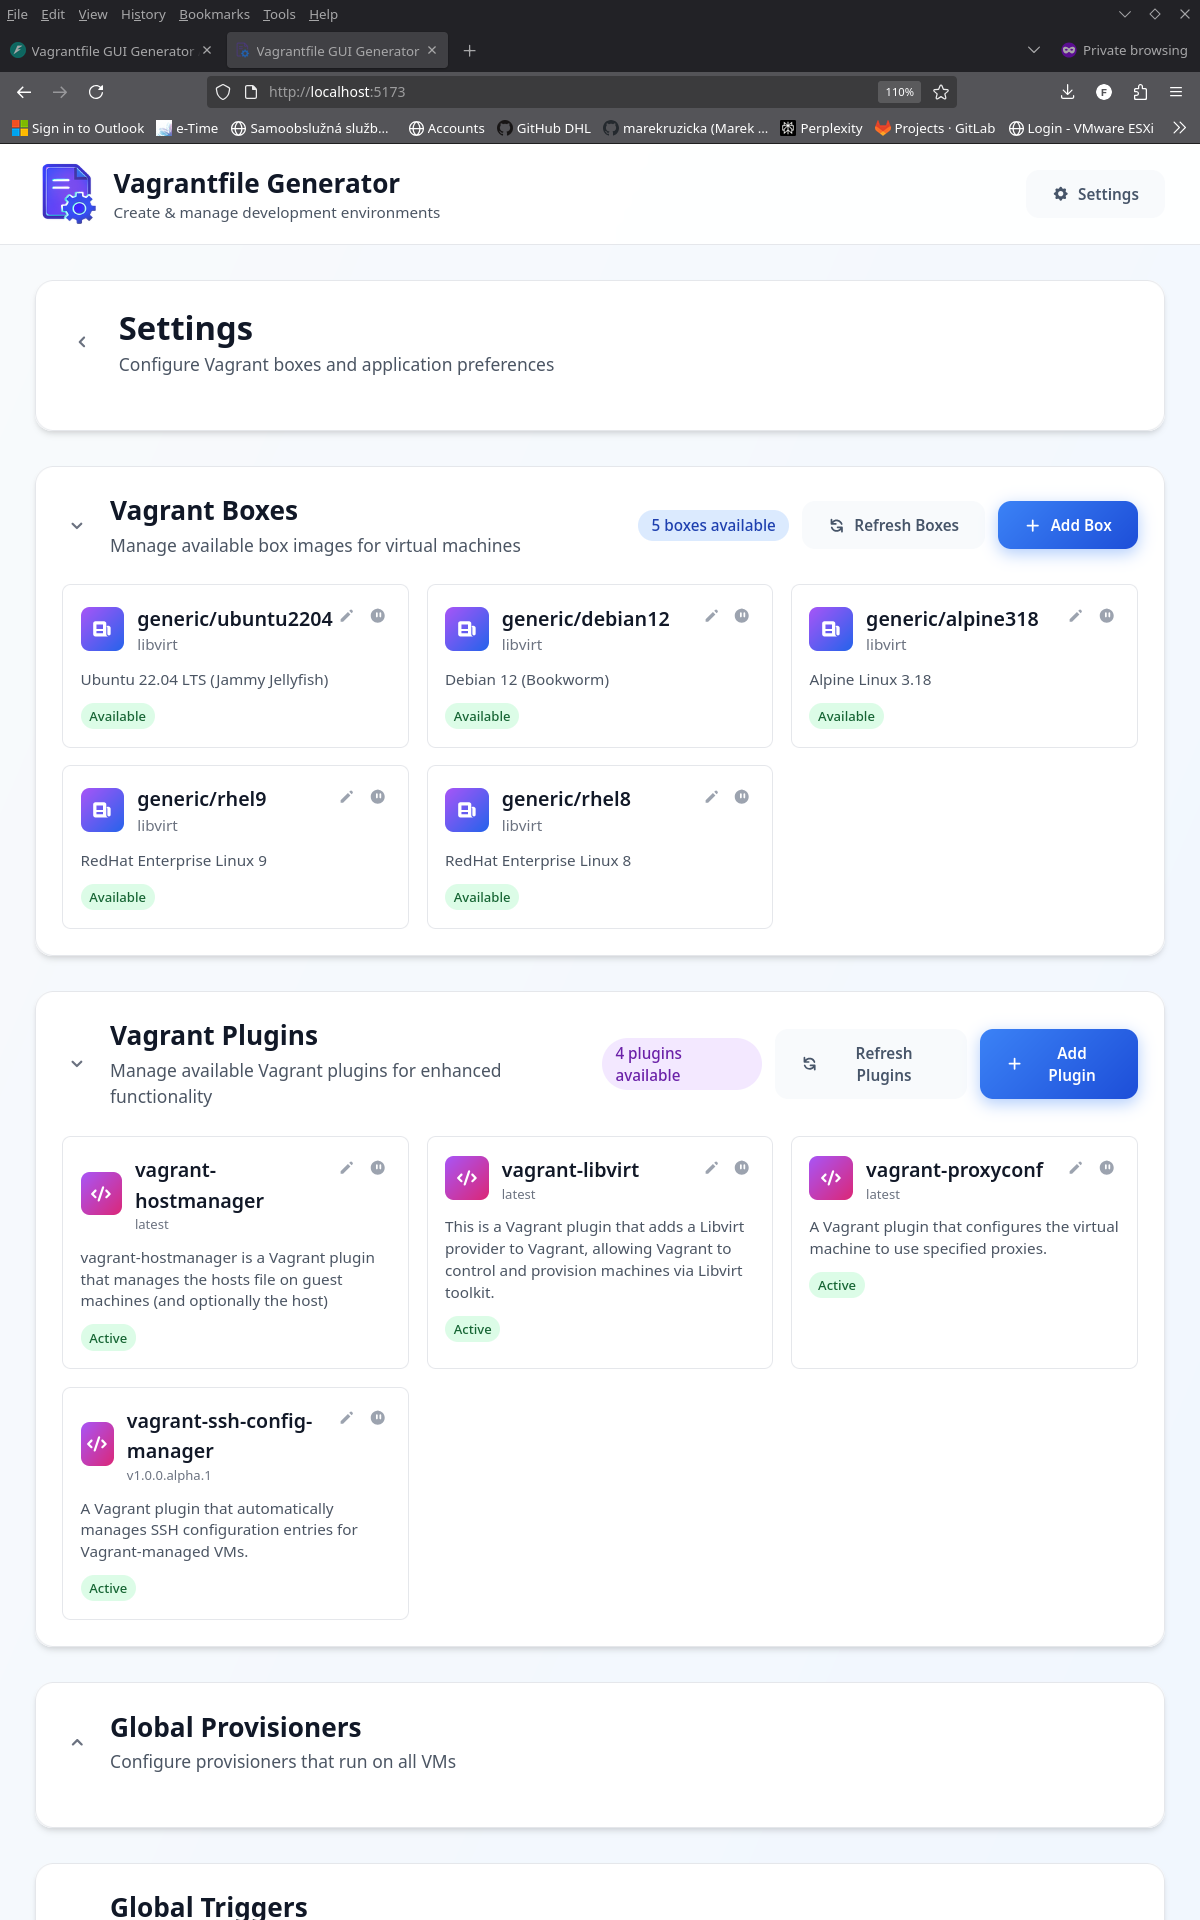 File Edit View History Bookmarks Tools Help
Vagrantfile GUI Generator
Vagrantfile GUI Generator
Private browsing
http://localhost:5173
110%
Sign in to Outlook
e-Time
Samoobslužná služb...
Accounts
GitHub DHL
marekruzicka (Marek ...
Perplexity
Projects · GitLab
Login - VMware ESXi
Vagrantfile Generator
Create & manage development environments
Settings
Settings
Configure Vagrant boxes and application preferences
Vagrant Boxes
Manage available box images for virtual machines
5 boxes available
Refresh Boxes
Add Box
generic/ubuntu2204
libvirt
Ubuntu 22.04 LTS (Jammy Jellyfish)
Available
generic/debian12
libvirt
Debian 12 (Bookworm)
Available
generic/alpine318
libvirt
Alpine Linux 3.18
Available
generic/rhel9
libvirt
RedHat Enterprise Linux 9
Available
generic/rhel8
libvirt
RedHat Enterprise Linux 8
Available
Vagrant Plugins
Manage available Vagrant plugins for enhanced
functionality
4 plugins
available
Refresh
Plugins
Add
Plugin
vagrant-
hostmanager
latest
vagrant-hostmanager is a Vagrant plugin
that manages the hosts file on guest
machines (and optionally the host)
Active
vagrant-libvirt
latest
This is a Vagrant plugin that adds a Libvirt
provider to Vagrant, allowing Vagrant to
control and provision machines via Libvirt
toolkit.
Active
vagrant-proxyconf
latest
A Vagrant plugin that configures the virtual
machine to use specified proxies.
Active
vagrant-ssh-config-
manager
v1.0.0.alpha.1
A Vagrant plugin that automatically
manages SSH configuration entries for
Vagrant-managed VMs.
Active
Global Provisioners
Configure provisioners that run on all VMs
Global Triggers